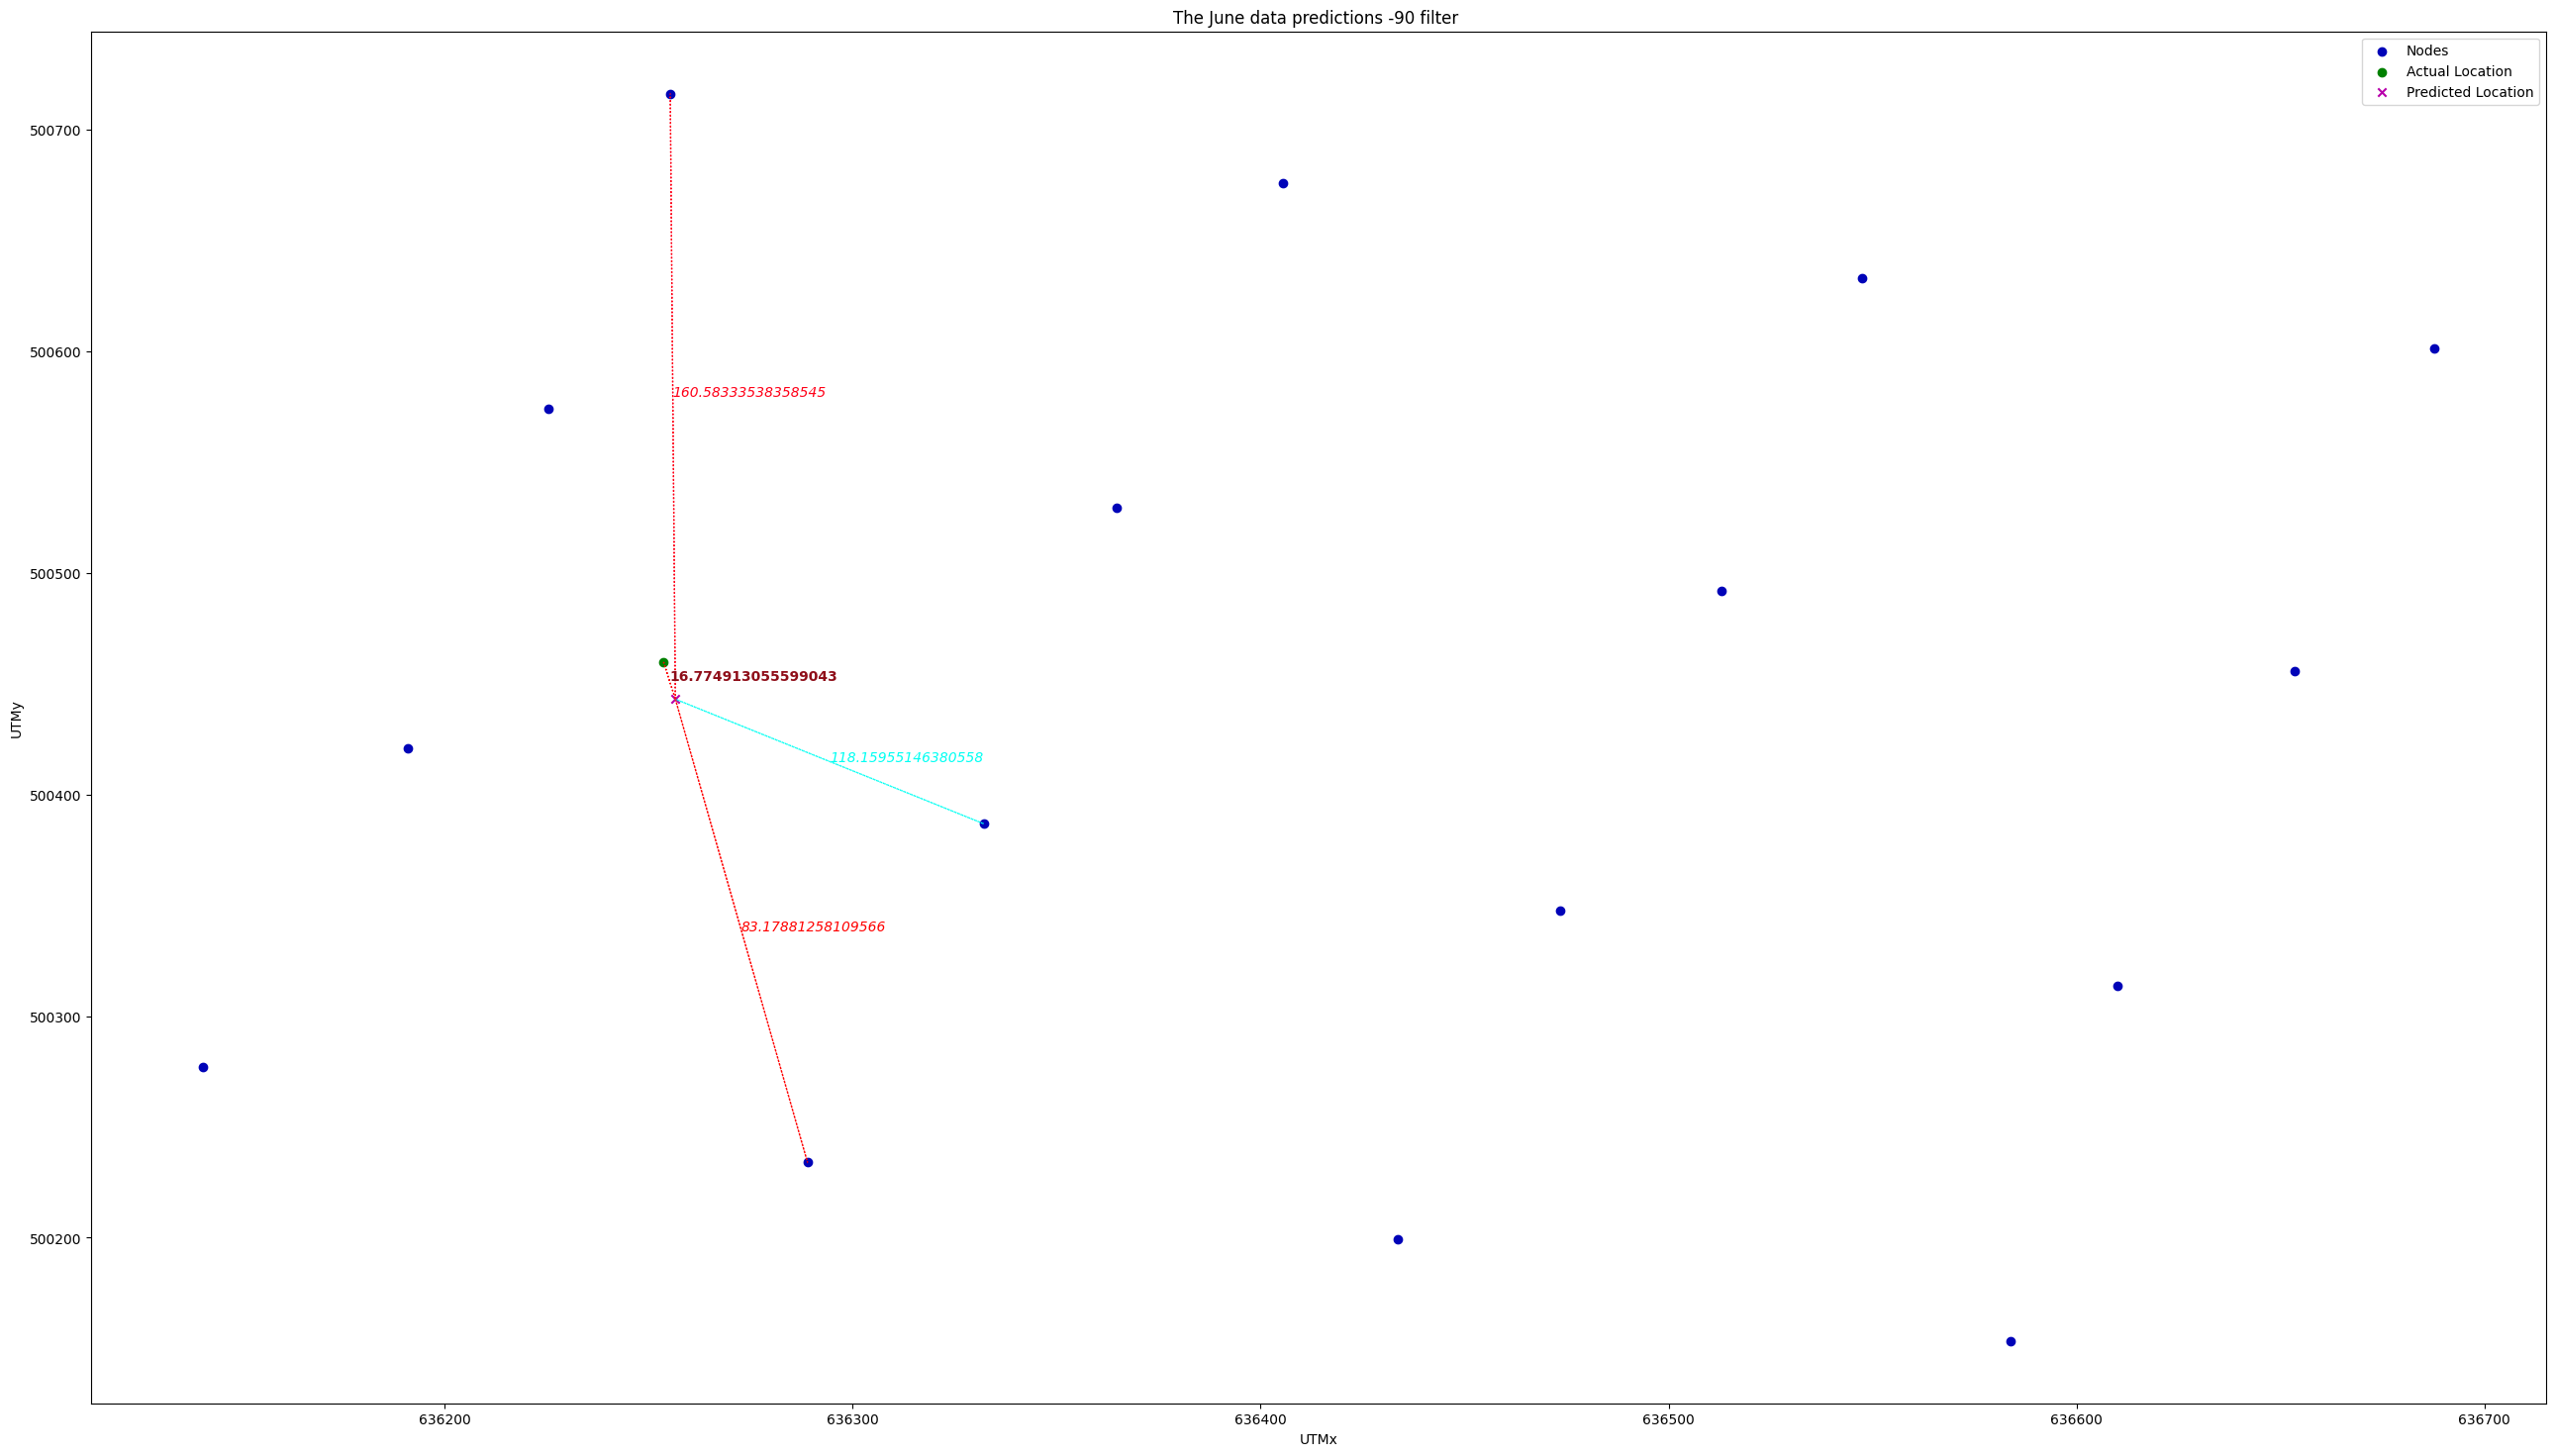 The June data predictions -90 filter
Nodes
Actual Location
Predicted Location
500700
500600
500500
500400
500300
500200
UTMy
160.58333538358545
16.774913055599043
118.15955146380558
83.17881258109566
636200
636300
636400
636500
636600
636700
UTMx